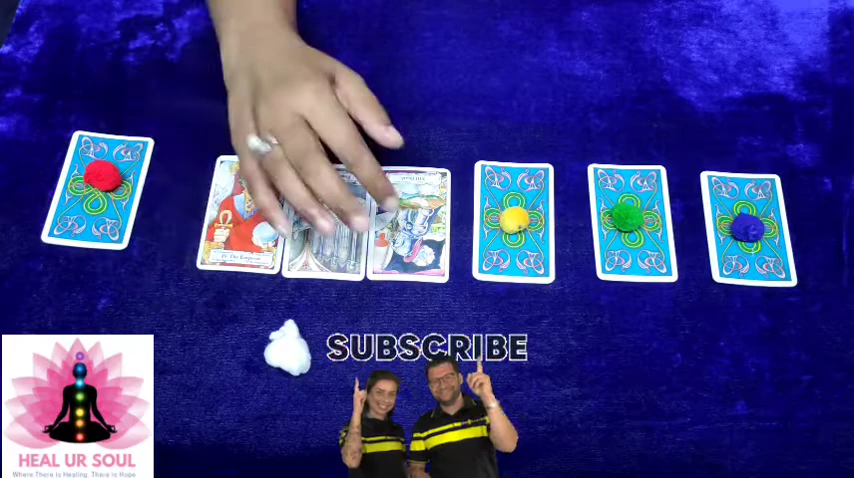 IV The Emperor
SUBSCRIBE
HEAL UR SOUL
Where There is Healing, There is Hope